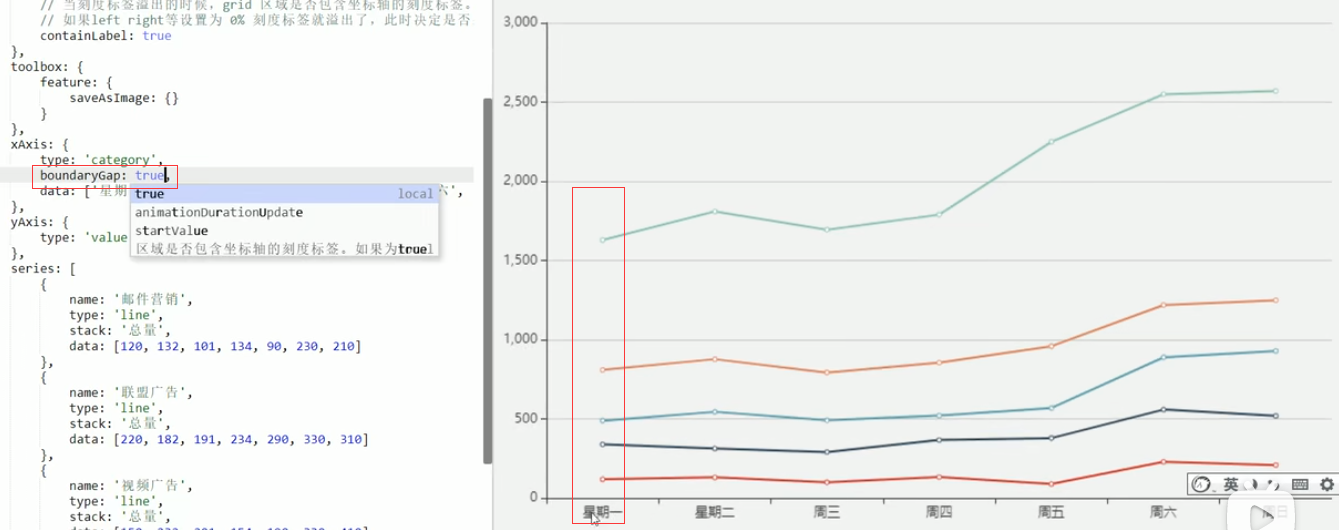 // 当刻度标签溢出的时候，grid 区域是否包含坐标轴的刻度标签。
// 如果left right等设置为 0% 刻度标签就溢出了，此时决定是否
containLabel: true
},
toolbox: {
feature: {
saveAsImage: {}
}
},
xAxis: {
type: 'category',
boundaryGap: true,
data: ['星期
六',
true local
animationDurationUpdate
startValue
区域是否包含坐标轴的刻度标签。如果为true
},
yAxis: {
type: 'value
},
series: [
{
name: '邮件营销',
type: 'line',
stack: '总量',
data: [120, 132, 101, 134, 90, 230, 210]
},
{
name: '联盟广告',
type: 'line',
stack: '总量',
data: [220, 182, 191, 234, 290, 330, 310]
},
{
name: '视频广告',
type: 'line',
stack: '总量',
3,000
2,500
2,000
1,500
1,000
500
0
星期一 星期二 周三 周四 周五 周六 日
英